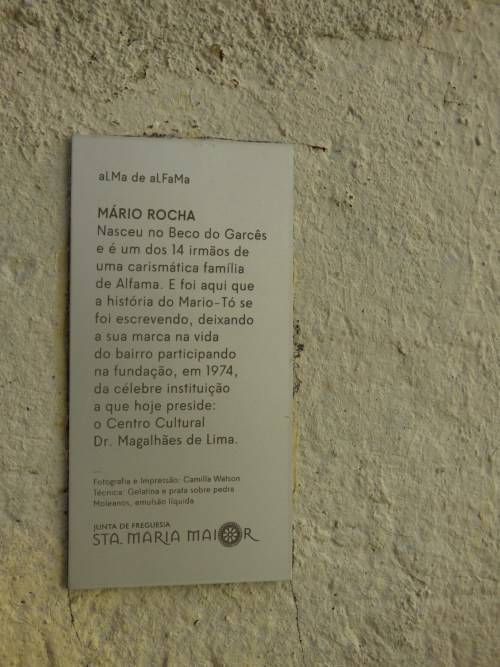 aLMa de aLFaMa
MÁRIO ROCHA
Nasceu no Beco do Garcês
e é um dos 14 irmãos de
uma carismática família
de Alfama. E foi aqui que
a história do Mario-Tó se
foi escrevendo, deixando
a sua marca na vida
do bairro participando
na fundação, em 1974,
da célebre instituição
a que hoje preside:
o Centro Cultural
Dr. Magalhães de Lima.
Fotografia e Impressão: Camilla Watson
Técnica: Gelatina e prata sobre pedra
Moleanos, emulsão líquida
JUNTA DE FREGUESIA
STA. MARIA MAIOR